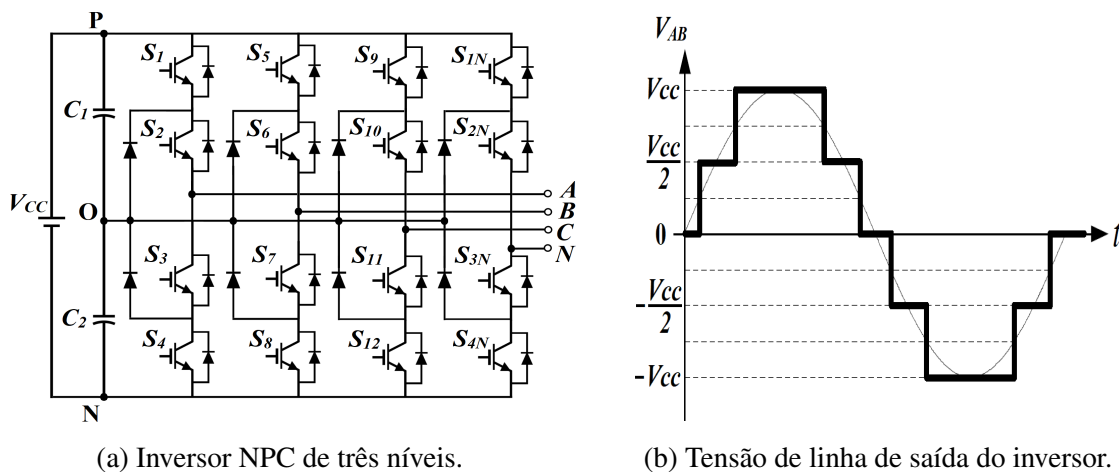 P
S1 S5 S9 S1N
C1
S2 S6 S10 S2N
VCC
O
A
B
C
N
S3 S7 S11 S3N
C2
S4 S8 S12 S4N
N
(a) Inversor NPC de três níveis.
VAB
Vcc
Vcc
2
0
t
-Vcc
2
-Vcc
(b) Tensão de linha de saída do inversor.